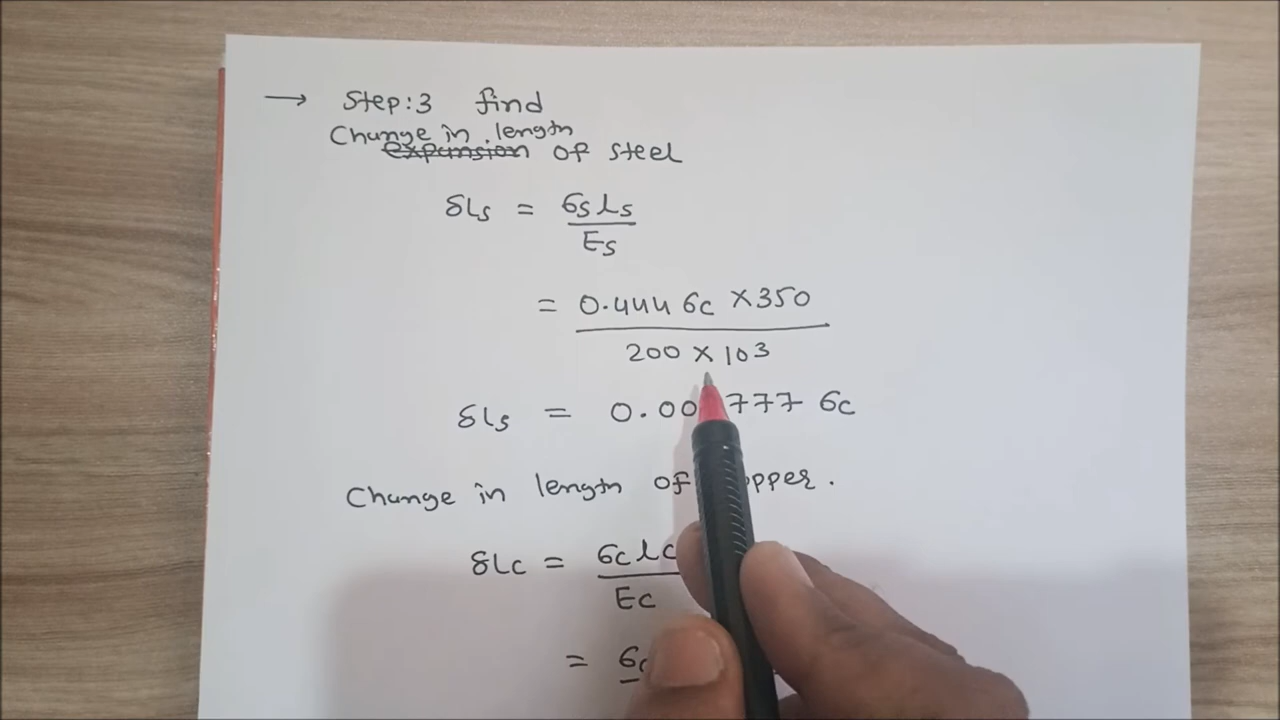 → Step:3 find
Change in length
expansion of steel
δLs = σs ls
Es
= 0.444 σc × 350
200 × 10³
δLs = 0.00 777 σc
Change in length of
δLc = σc lc
Ec
=